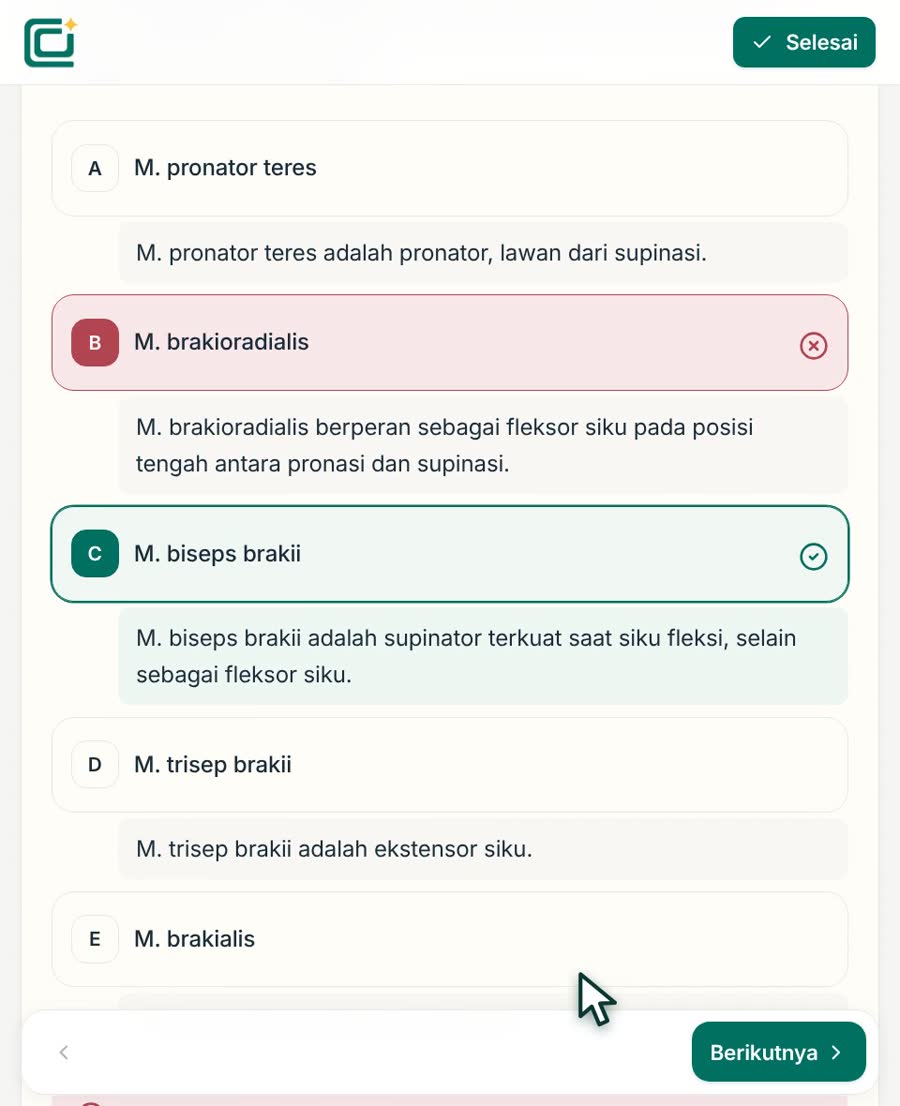 Selesai
A M. pronator teres
M. pronator teres adalah pronator, lawan dari supinasi.
B M. brakioradialis
M. brakioradialis berperan sebagai fleksor siku pada posisi
tengah antara pronasi dan supinasi.
C M. biseps brakii
M. biseps brakii adalah supinator terkuat saat siku fleksi, selain
sebagai fleksor siku.
D M. trisep brakii
M. trisep brakii adalah ekstensor siku.
E M. brakialis
Berikutnya